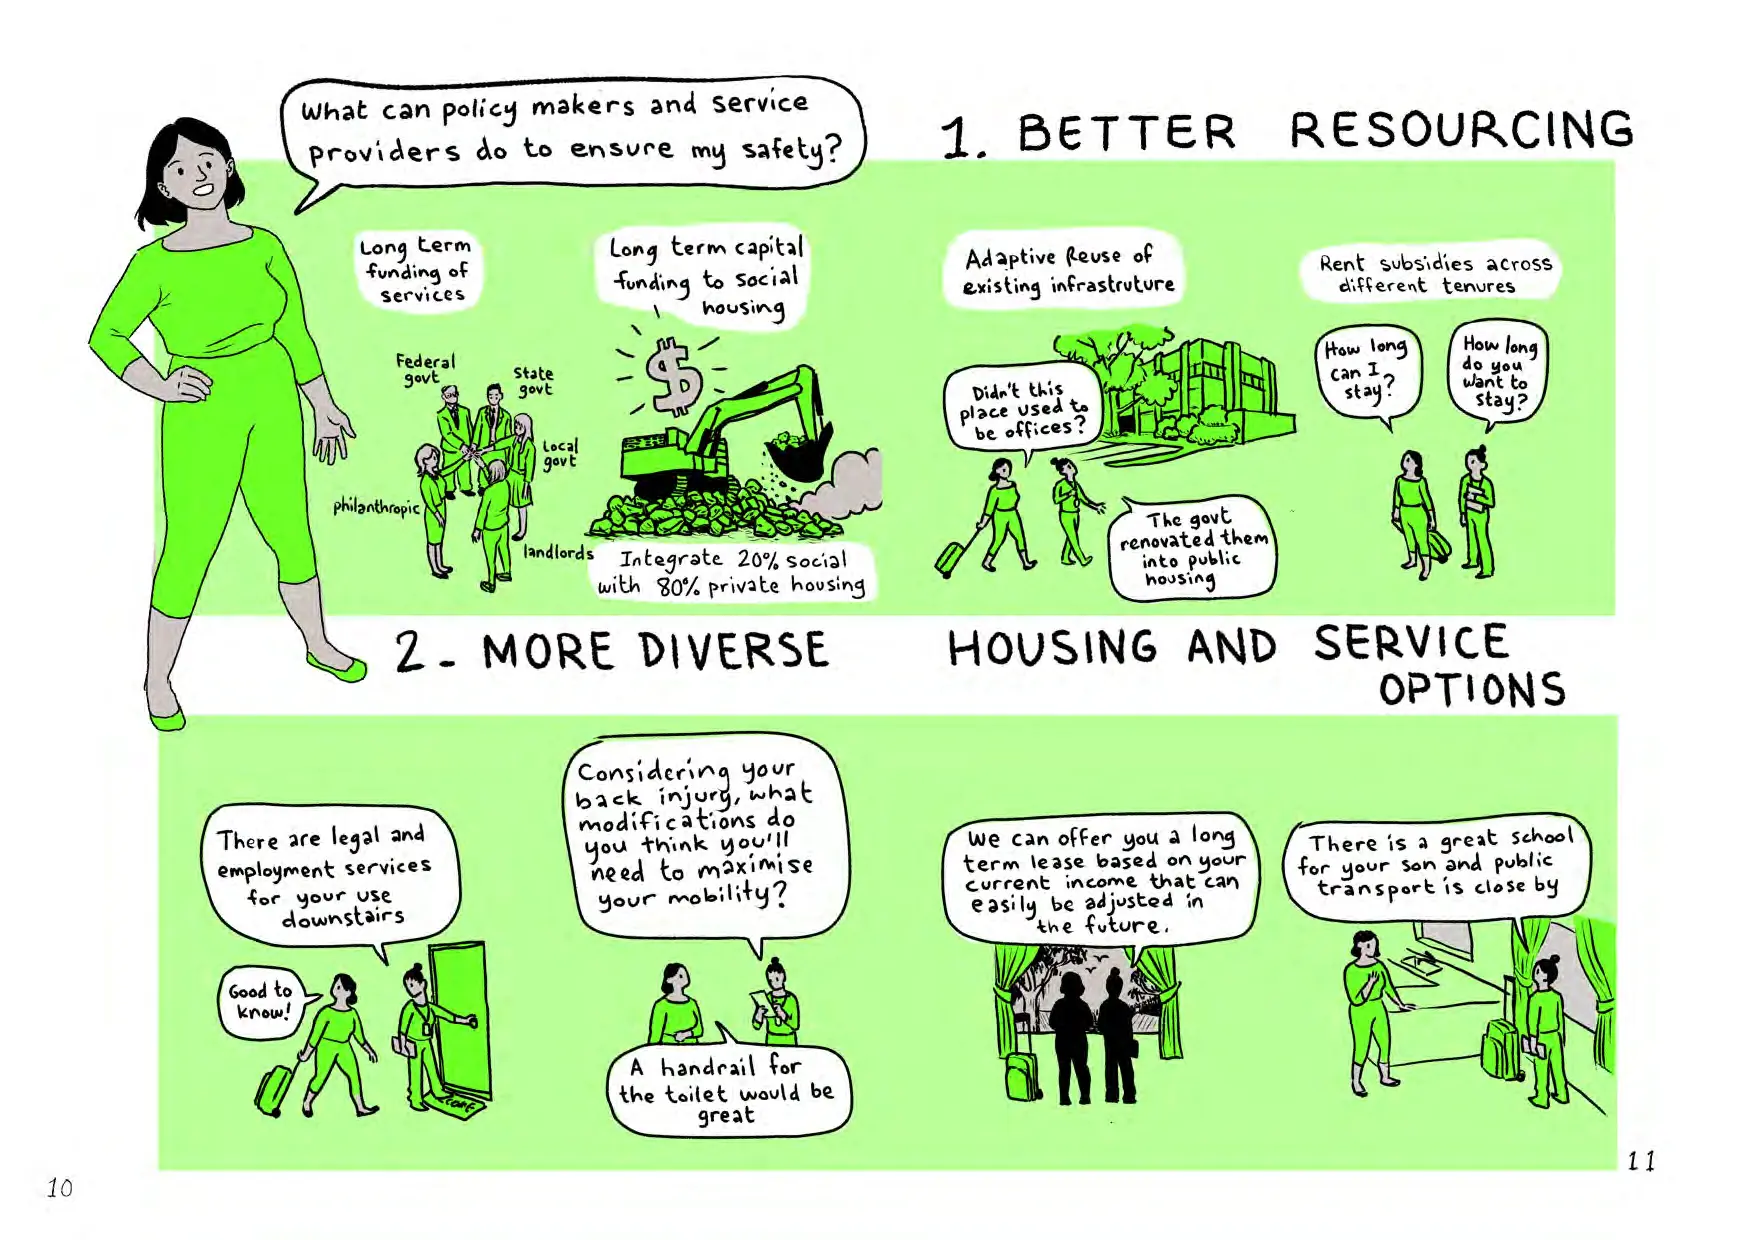 What can policy makers and service
providers do to ensure my safety?
1. BETTER RESOURCING
Long term
funding of
services
Federal
govt
State
govt
Local
govt
philanthropic
landlords
Long term capital
funding to social
housing
$
Integrate 20% social
with 80% private housing
Adaptive Reuse of
existing infrastruture
Didn't this
place used to
be offices?
The govt
renovated them
into public
housing
Rent subsidies across
different tenures
How long
can I
stay?
How long
do you
want to
stay?
2. MORE DIVERSE HOUSING AND SERVICE
OPTIONS
There are legal and
employment services
for your use
downstairs
Good to
know!
Considering your
back injury, what
modifications do
you think you'll
need to maximise
your mobility?
A handrail for
the toilet would be
great
We can offer you a long
term lease based on your
current income that can
easily be adjusted in
the future.
There is a great school
for your son and public
transport is close by
10
11